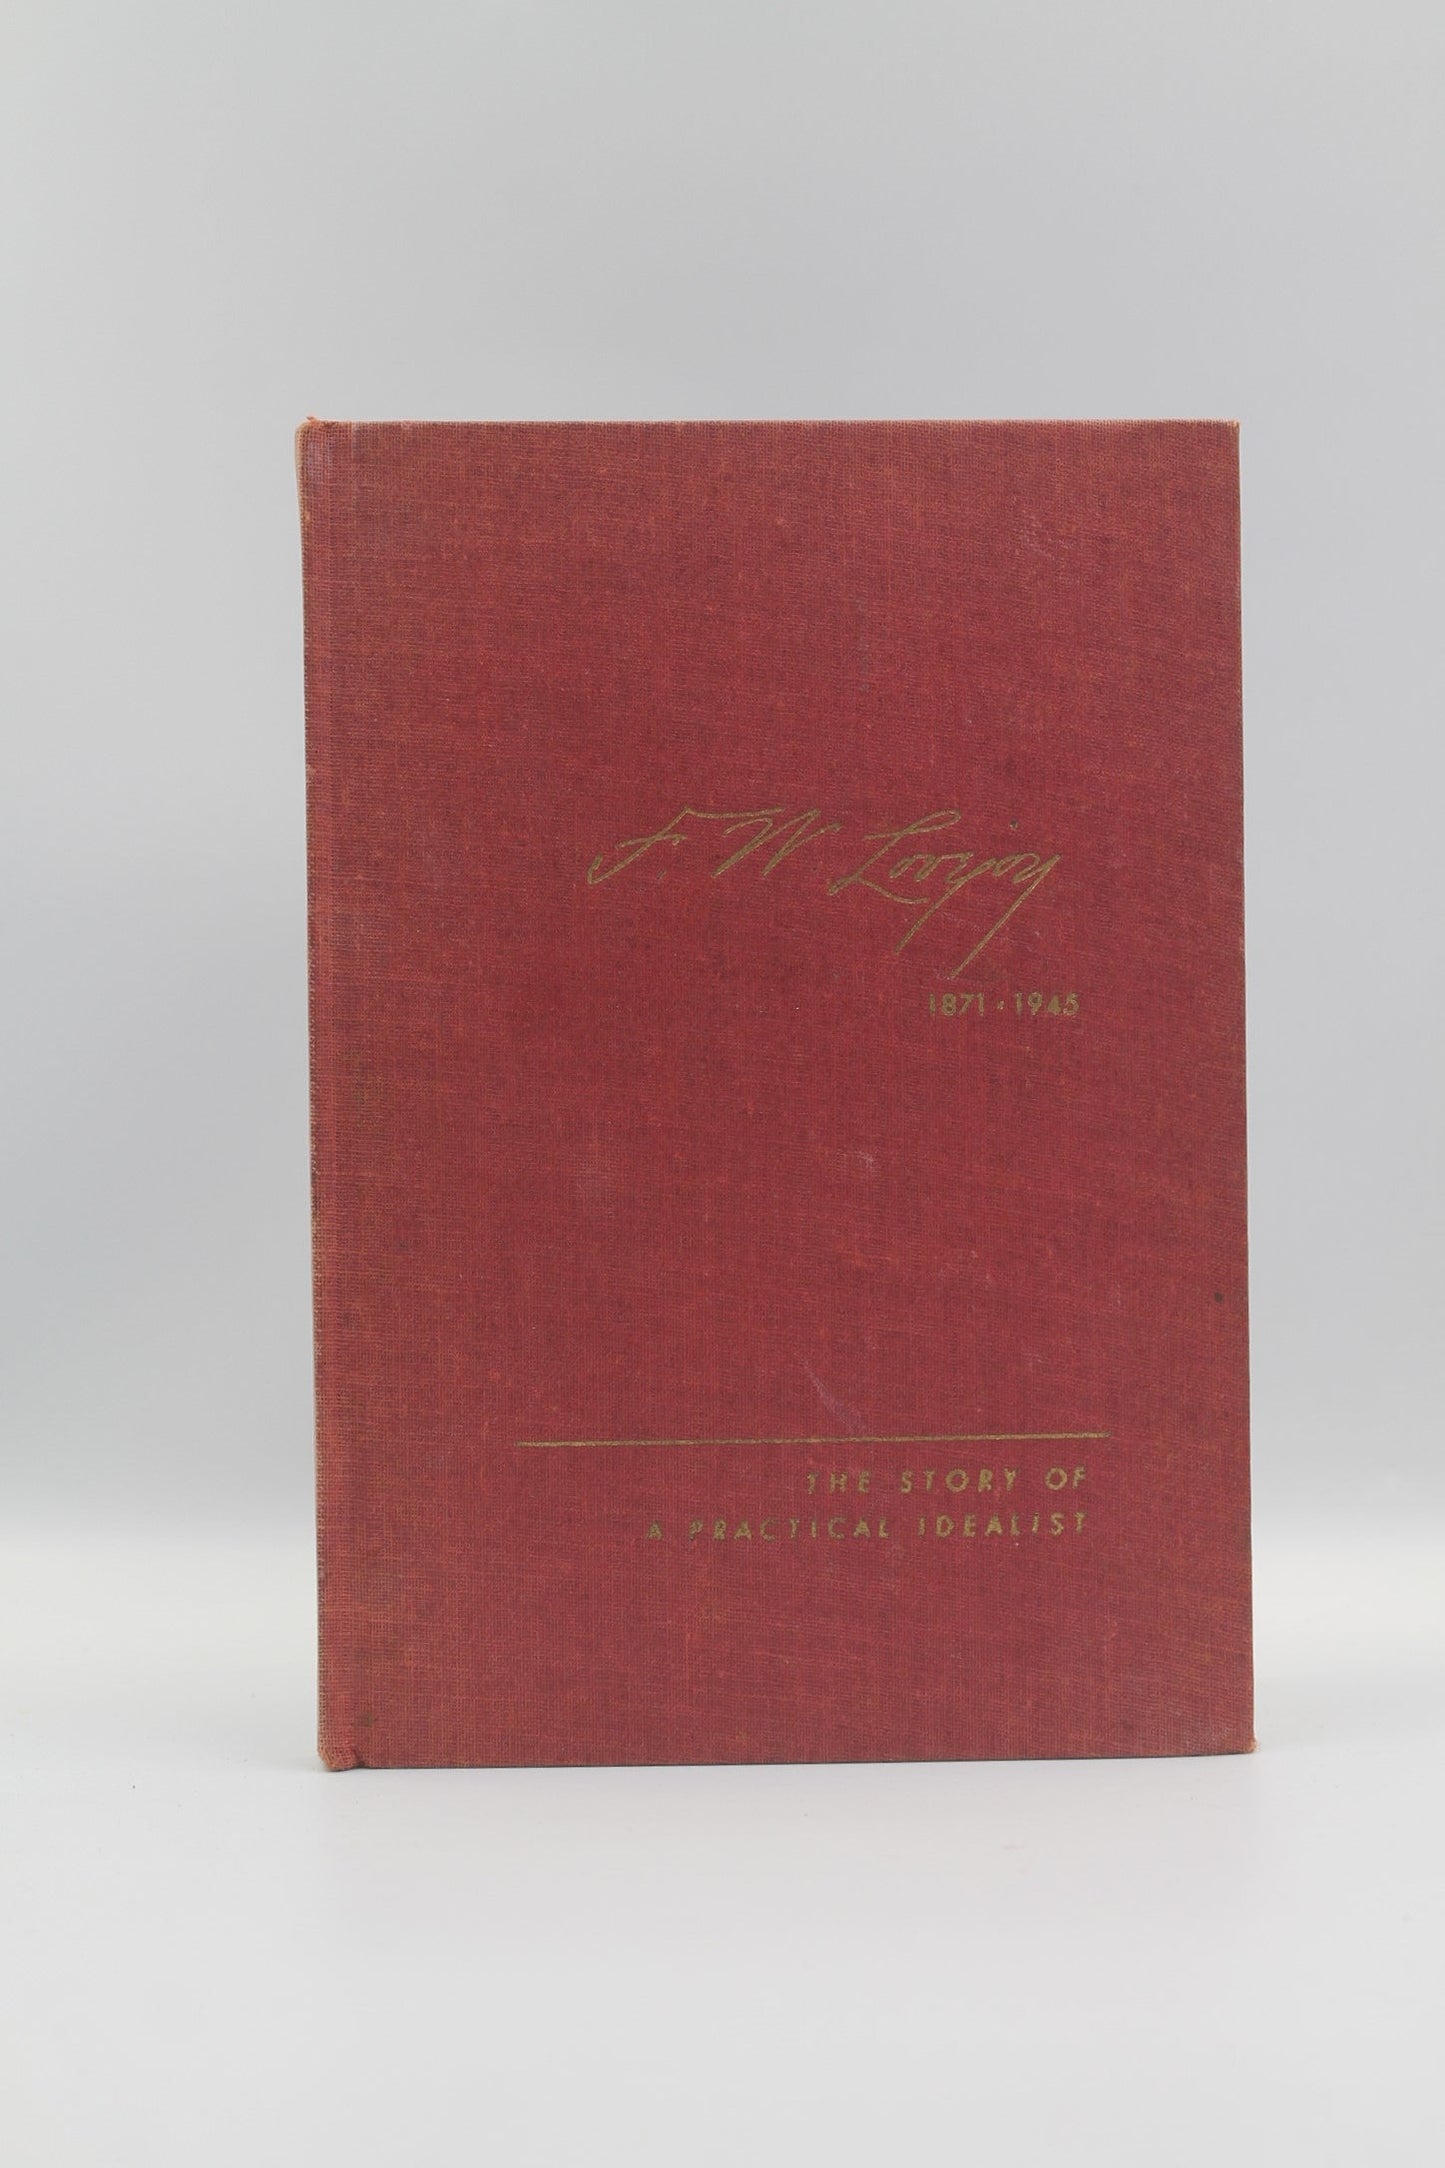 F. W. Lovejoy
1871 · 1945
THE STORY OF
A PRACTICAL IDEALIST